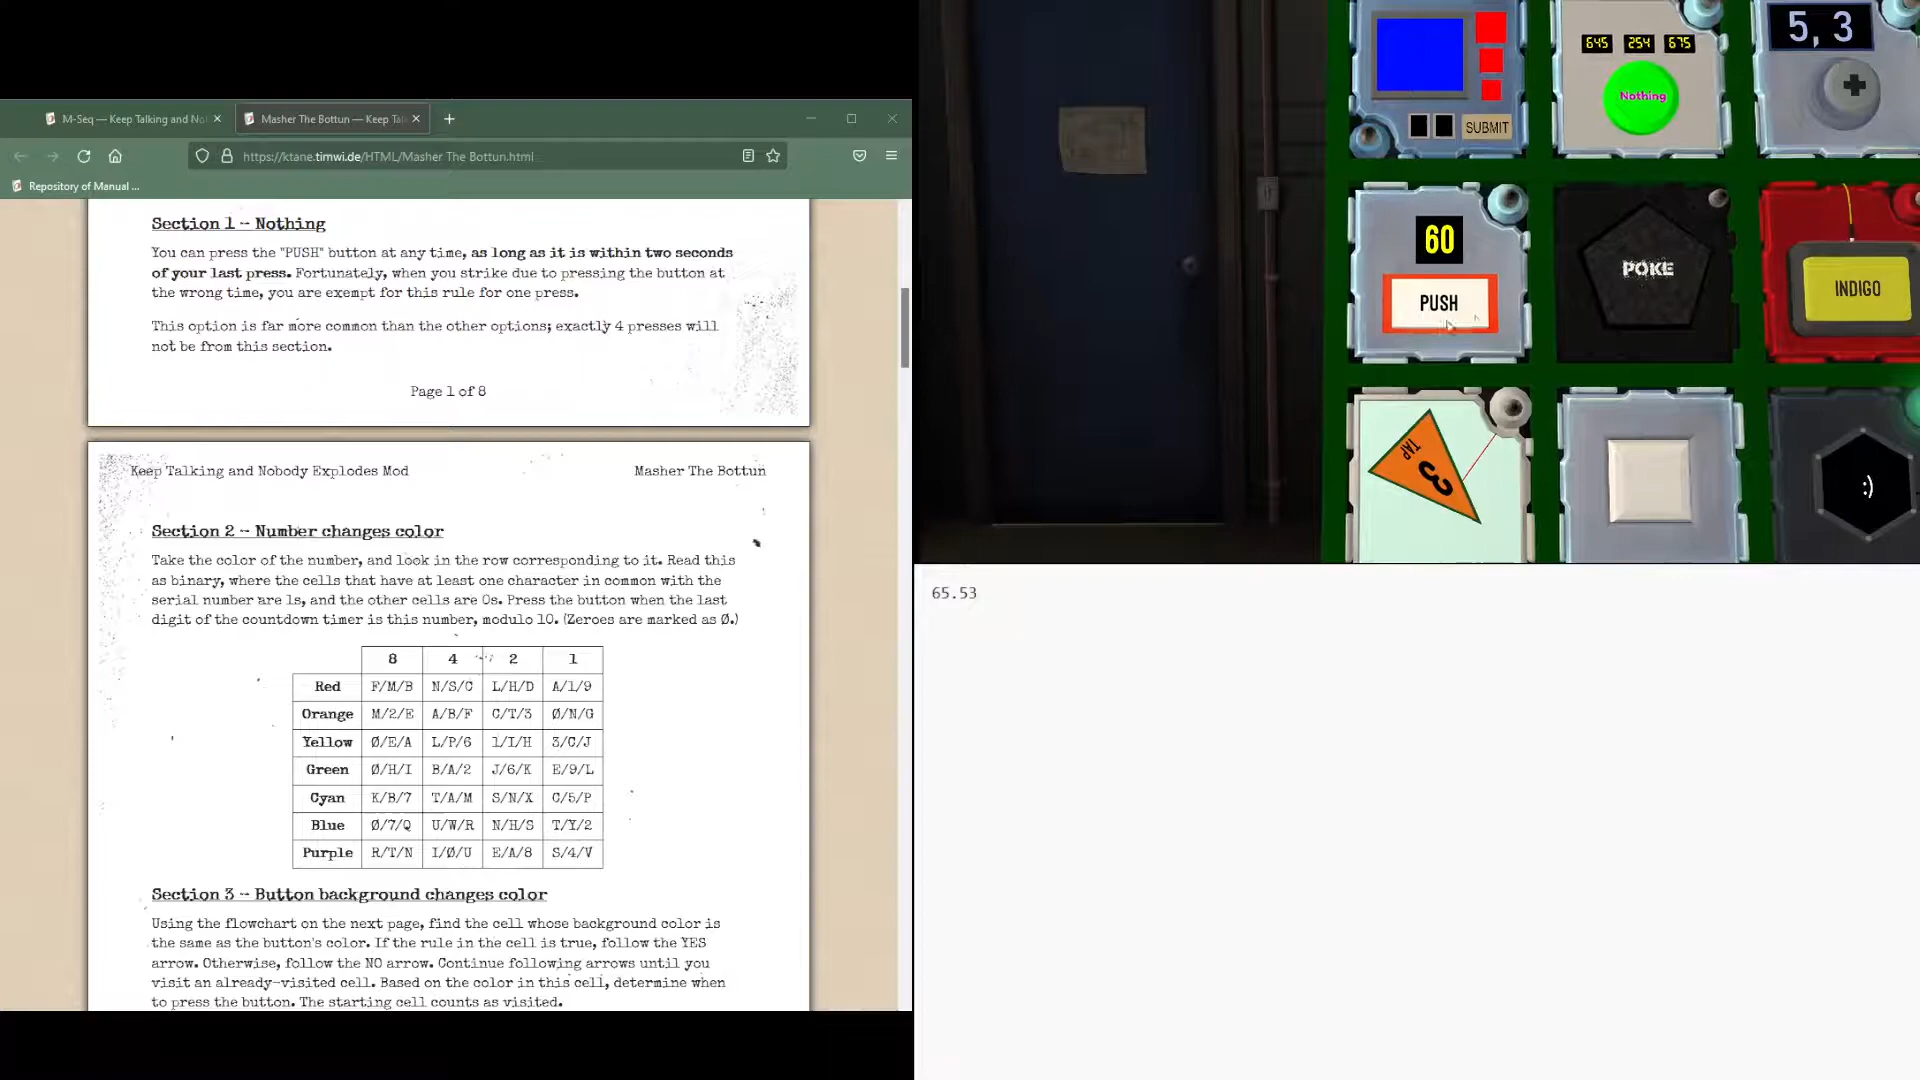 M-Seq — Keep Talking and No
Masher The Bottun — Keep Tal
https://ktane.timwi.de/HTML/Masher The Bottun.html
Repository of Manual ...
Section 1 – Nothing
You can press the "PUSH" button at any time, as long as it is within two seconds
of your last press. Fortunately, when you strike due to pressing the button at
the wrong time, you are exempt for this rule for one press.
This option is far more common than the other options; exactly 4 presses will
not be from this section.
Page 1 of 8
Keep Talking and Nobody Explodes Mod
Masher The Bottun
Section 2 – Number changes color
Take the color of the number, and look in the row corresponding to it. Read this
as binary, where the cells that have at least one character in common with the
serial number are 1s, and the other cells are 0s. Press the button when the last
digit of the countdown timer is this number, modulo 10. (Zeroes are marked as Ø.)
8 4 2 1
Red F/M/B N/S/C L/H/D A/1/9
Orange M/2/E A/B/F C/T/3 Ø/N/G
Yellow Ø/E/A L/P/6 1/I/H 3/C/J
Green Ø/H/I B/A/2 J/6/K E/9/L
Cyan K/B/7 T/A/M S/N/X C/5/P
Blue Ø/7/Q U/W/R N/H/S T/Y/2
Purple R/T/N I/Ø/U E/A/8 S/4/V
Section 3 – Button background changes color
Using the flowchart on the next page, find the cell whose background color is
the same as the button's color. If the rule in the cell is true, follow the YES
arrow. Otherwise, follow the NO arrow. Continue following arrows until you
visit an already-visited cell. Based on the color in this cell, determine when
to press the button. The starting cell counts as visited.
SUBMIT
645 254 675
Nothing
5, 3
60
PUSH
POKE
INDIGO
TAP
3
:)
65.53